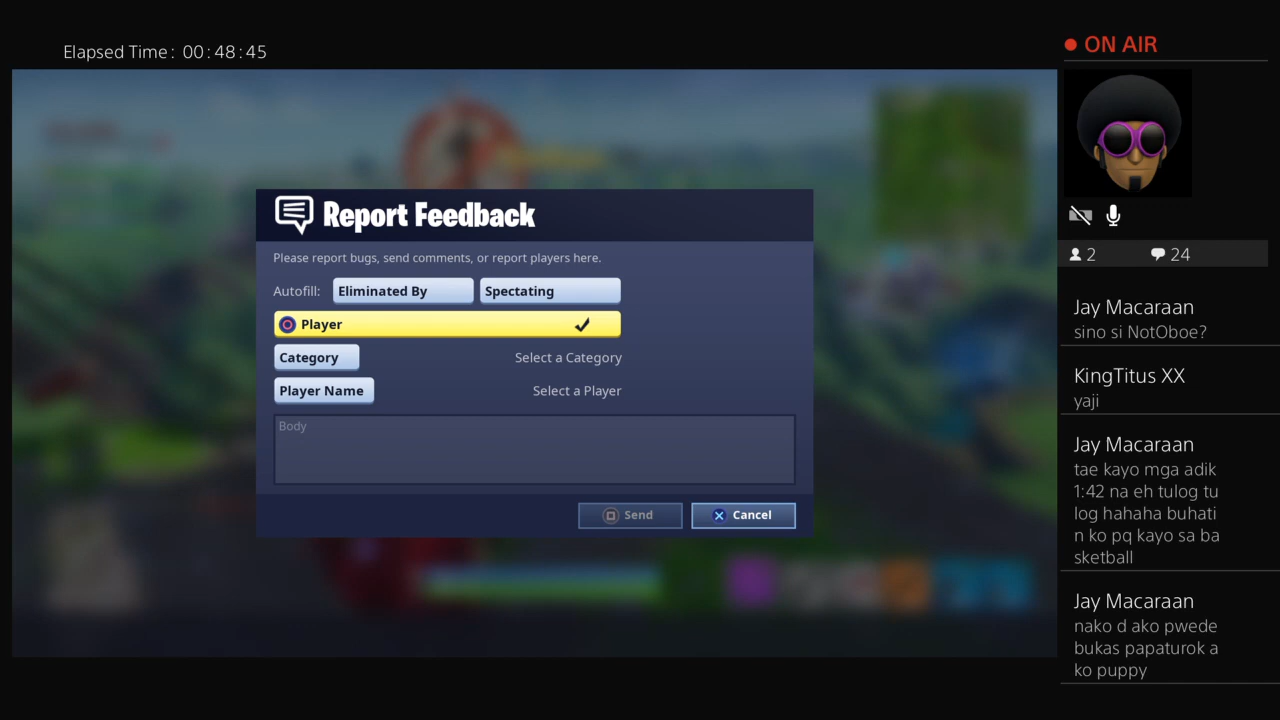 Elapsed Time: 00:48:45
ON AIR
2 24
Report Feedback
Please report bugs, send comments, or report players here.
Autofill: Eliminated By Spectating
Player
Category Select a Category
Player Name Select a Player
Body
Send Cancel
Jay Macaraan
sino si NotOboe?
KingTitus XX
yaji
Jay Macaraan
tae kayo mga adik
1:42 na eh tulog tu
log hahaha buhati
n ko pq kayo sa ba
sketball
Jay Macaraan
nako d ako pwede
bukas papaturok a
ko puppy